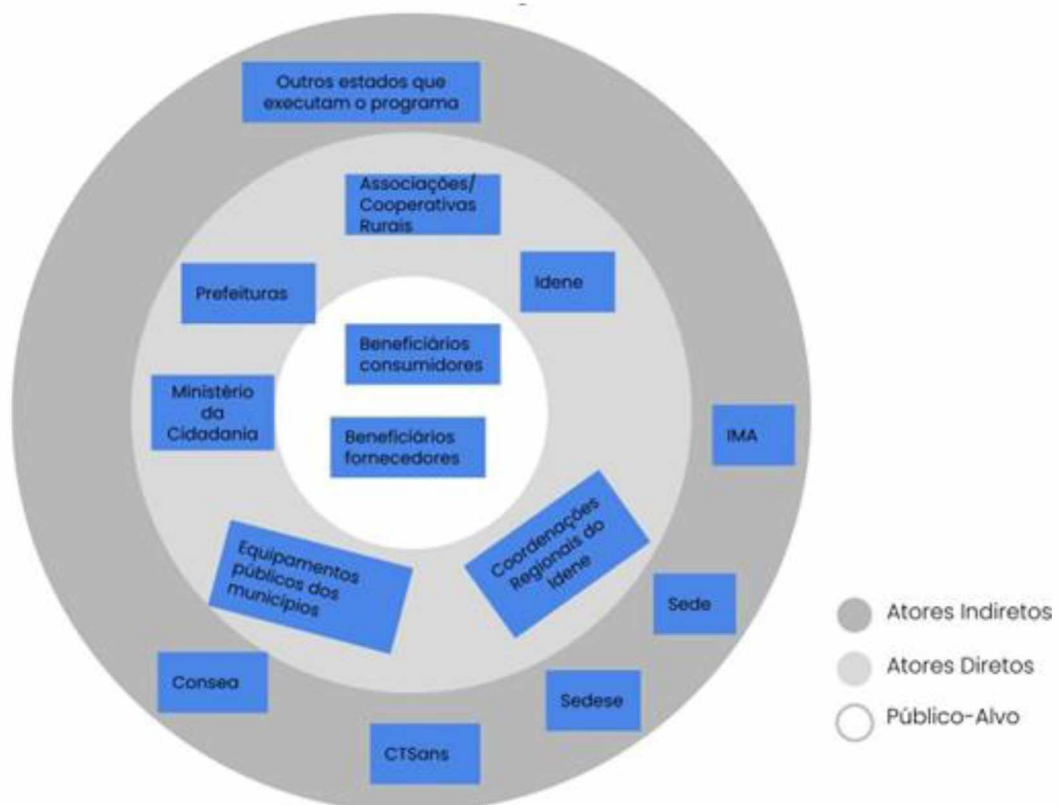 Outros estados que
executam o programa
Associações/
Cooperativas
Rurais
Idene
Prefeituras
Beneficiários
consumidores
Ministério
da
Cidadania
Beneficiários
fornecedores
IMA
Coordenações
Regionais do
Idene
Equipamentos
públicos dos
municípios
Sede
Consea
Sedese
CTSans
Atores Indiretos
Atores Diretos
Público-Alvo